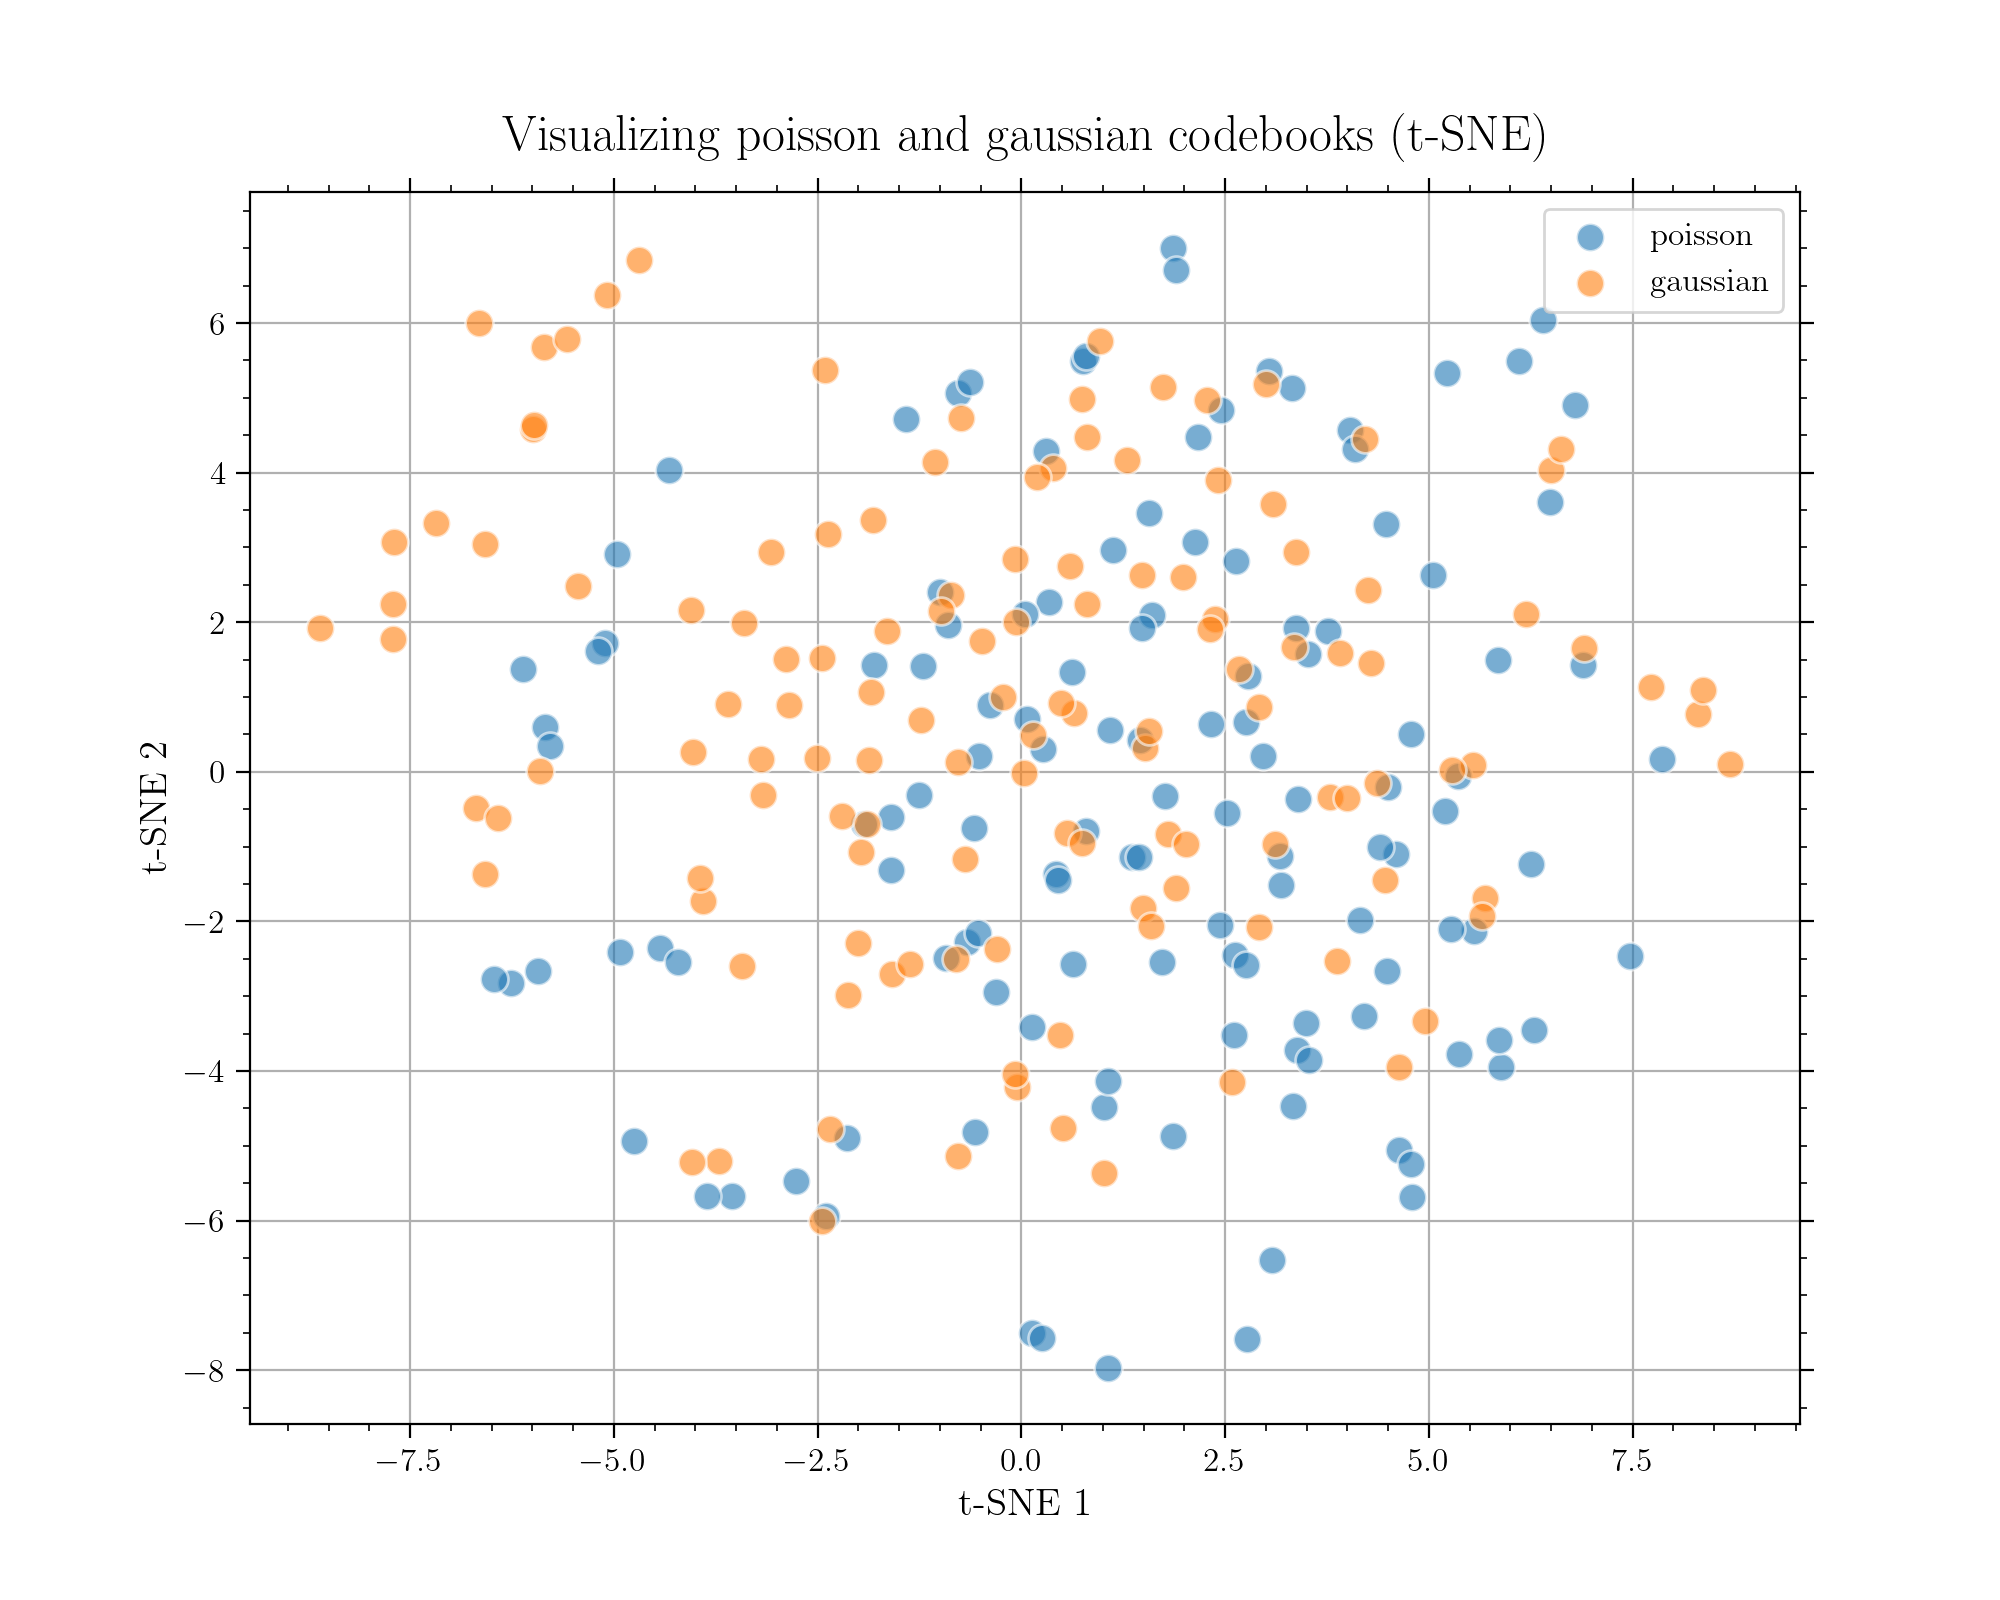 Visualizing poisson and gaussian codebooks (t-SNE)
poisson
gaussian
6
4
2
0
−2
−4
−6
−8
t-SNE 2
−7.5 −5.0 −2.5 0.0 2.5 5.0 7.5
t-SNE 1